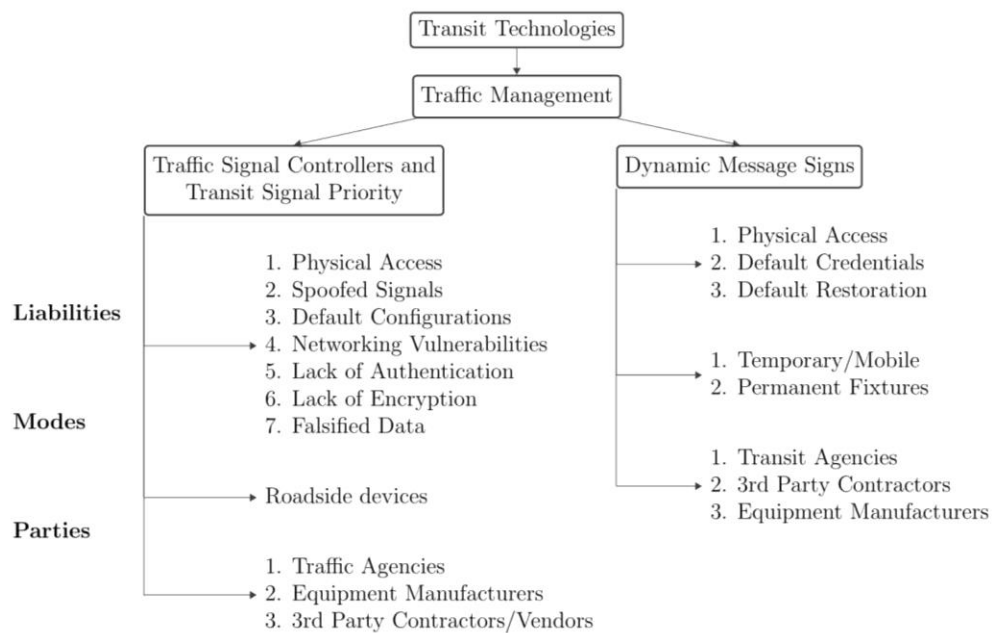 Transit Technologies
Traffic Management
Traffic Signal Controllers and
Transit Signal Priority
Dynamic Message Signs
Liabilities
1. Physical Access
2. Spoofed Signals
3. Default Configurations
4. Networking Vulnerabilities
5. Lack of Authentication
6. Lack of Encryption
7. Falsified Data
1. Physical Access
2. Default Credentials
3. Default Restoration
Modes
Roadside devices
1. Temporary/Mobile
2. Permanent Fixtures
Parties
1. Traffic Agencies
2. Equipment Manufacturers
3. 3rd Party Contractors/Vendors
1. Transit Agencies
2. 3rd Party Contractors
3. Equipment Manufacturers